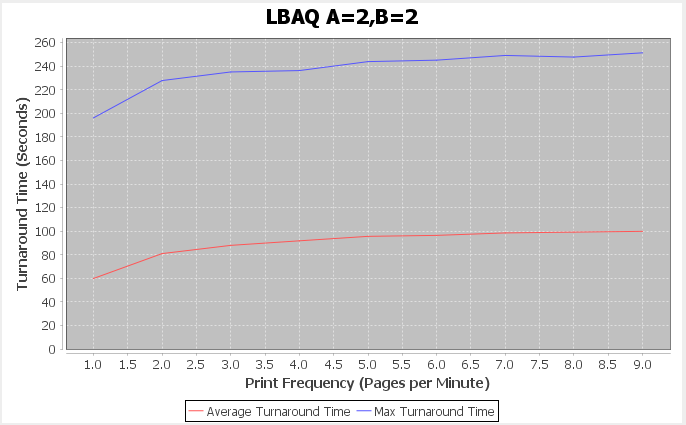 LBAQ A=2,B=2
260
240
220
200
180
160
140
120
100
80
60
40
20
0
Turnaround Time (Seconds)
1.0 1.5 2.0 2.5 3.0 3.5 4.0 4.5 5.0 5.5 6.0 6.5 7.0 7.5 8.0 8.5 9.0
Print Frequency (Pages per Minute)
Average Turnaround Time Max Turnaround Time